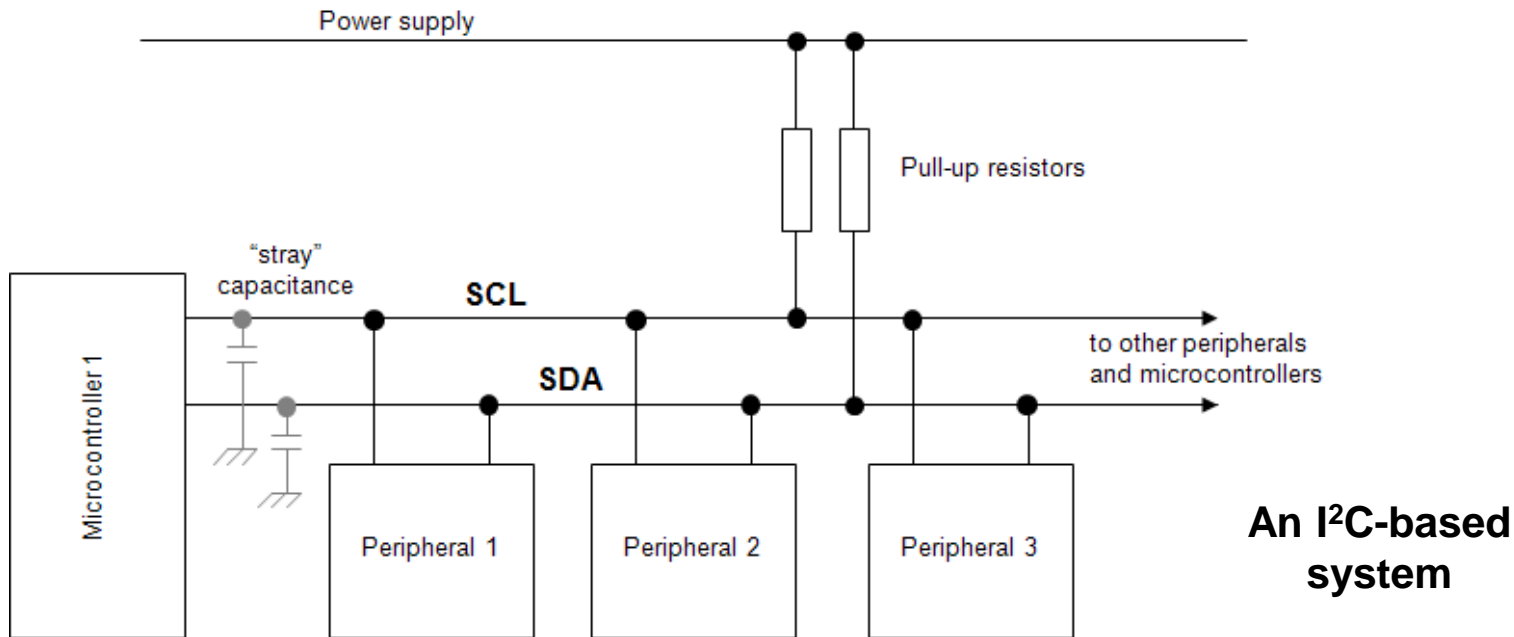 Power supply
Pull-up resistors
“stray”
capacitance
SCL
to other peripherals
and microcontrollers
SDA
Microcontroller 1
Peripheral 1
Peripheral 2
Peripheral 3
An I²C-based
system